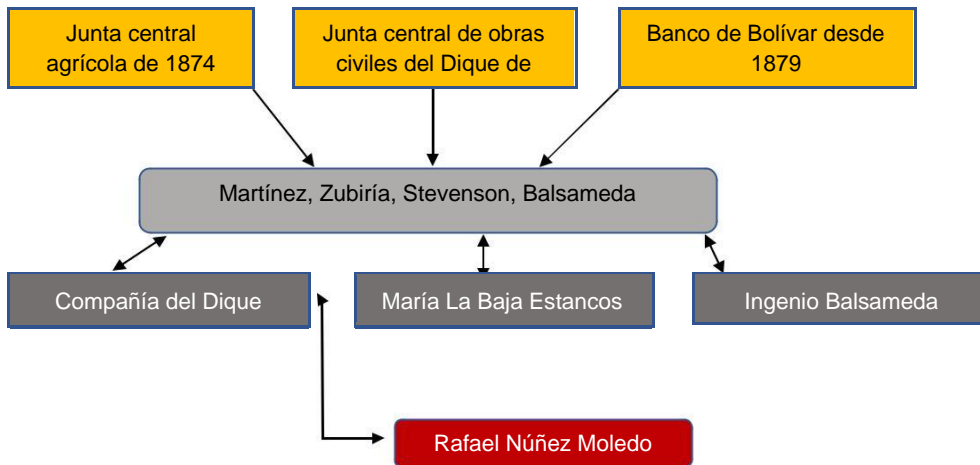 Junta central
agrícola de 1874
Junta central de obras
civiles del Dique de
Banco de Bolívar desde
1879
Martínez, Zubiría, Stevenson, Balsameda
Compañía del Dique
María La Baja Estancos
Ingenio Balsameda
Rafael Núñez Moledo